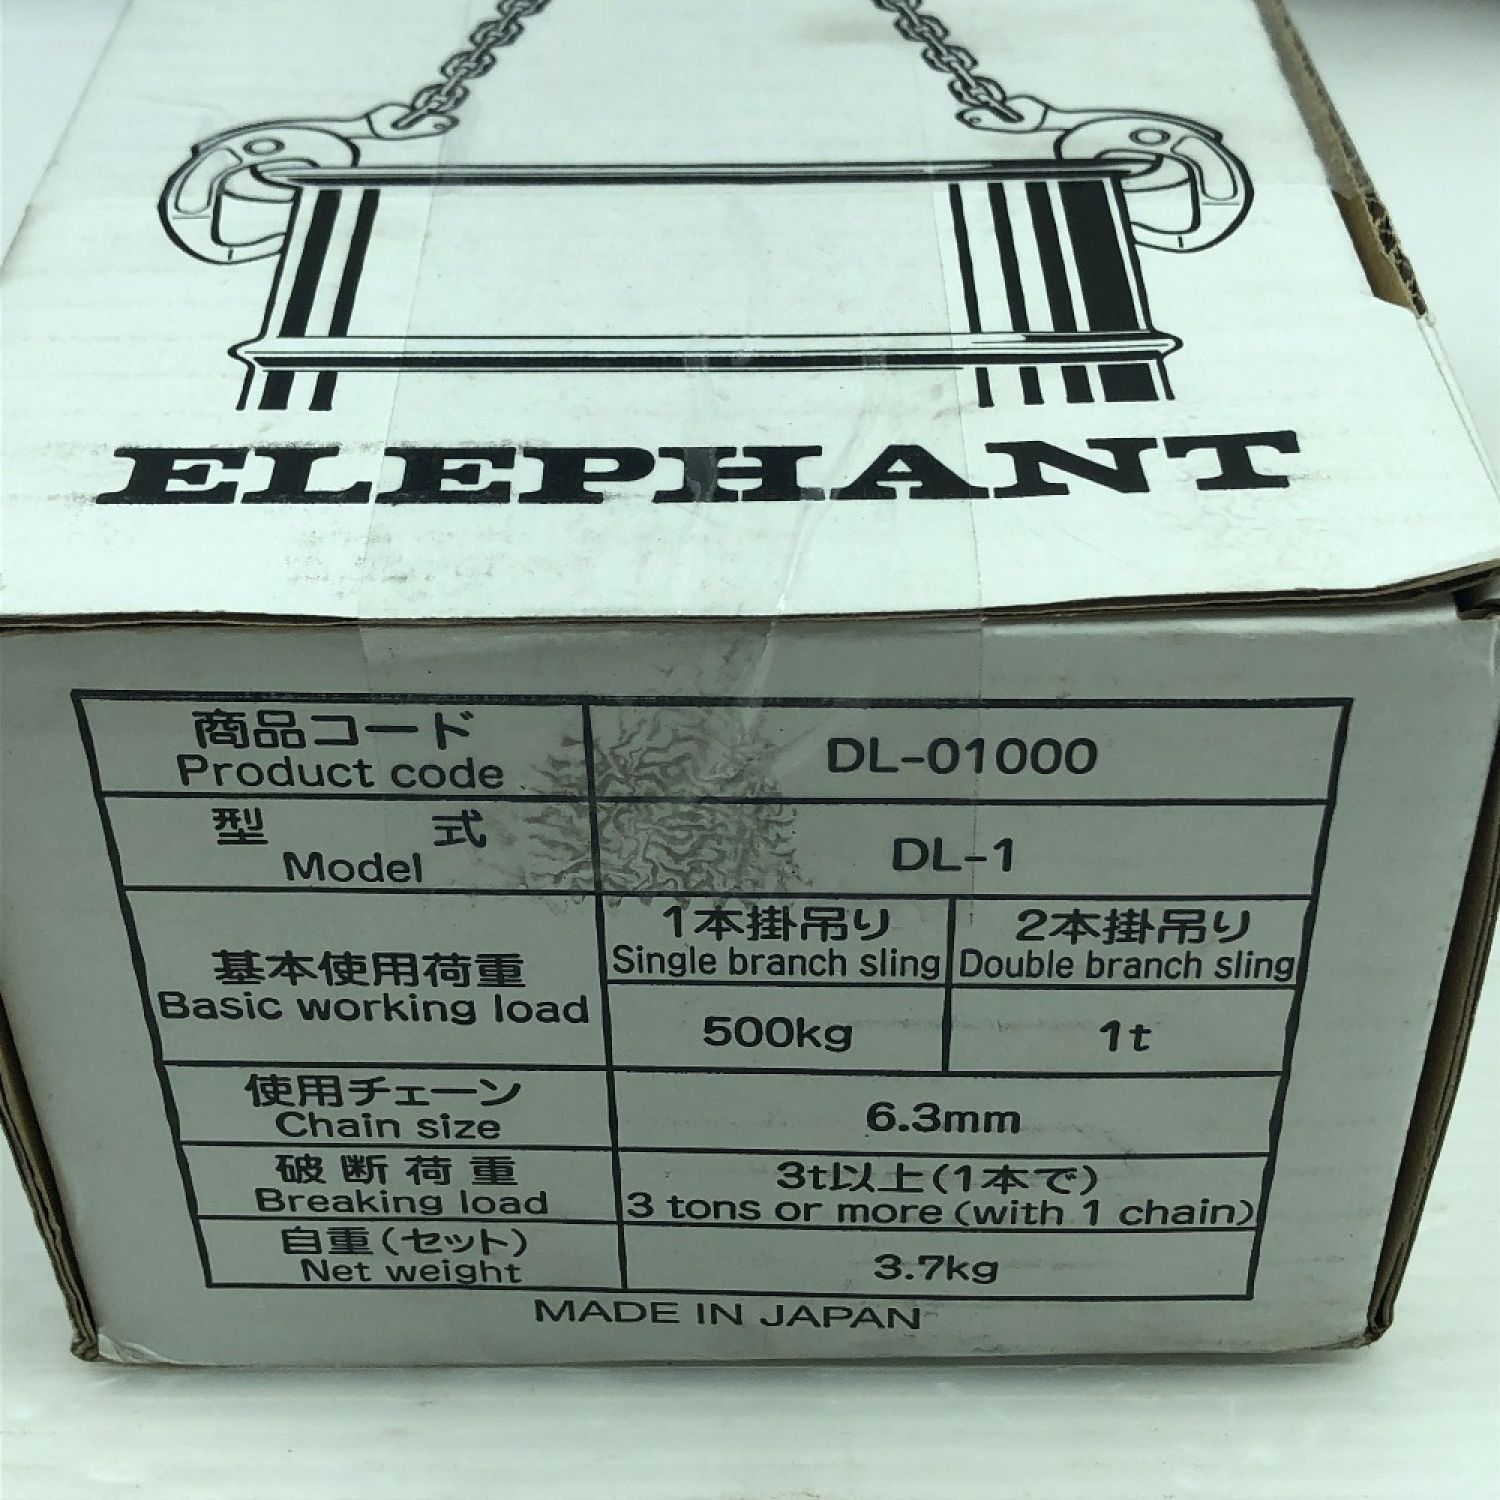 ELEPHANT
商品コード
Product code
DL-01000
型式
Model
DL-1
基本使用荷重
Basic working load
1本掛吊り
Single branch sling
2本掛吊り
Double branch sling
500kg
1t
使用チェーン
Chain size
6.3mm
破断荷重
Breaking load
3t以上(1本で)
3 tons or more (with 1 chain)
自重(セット)
Net weight
3.7kg
MADE IN JAPAN